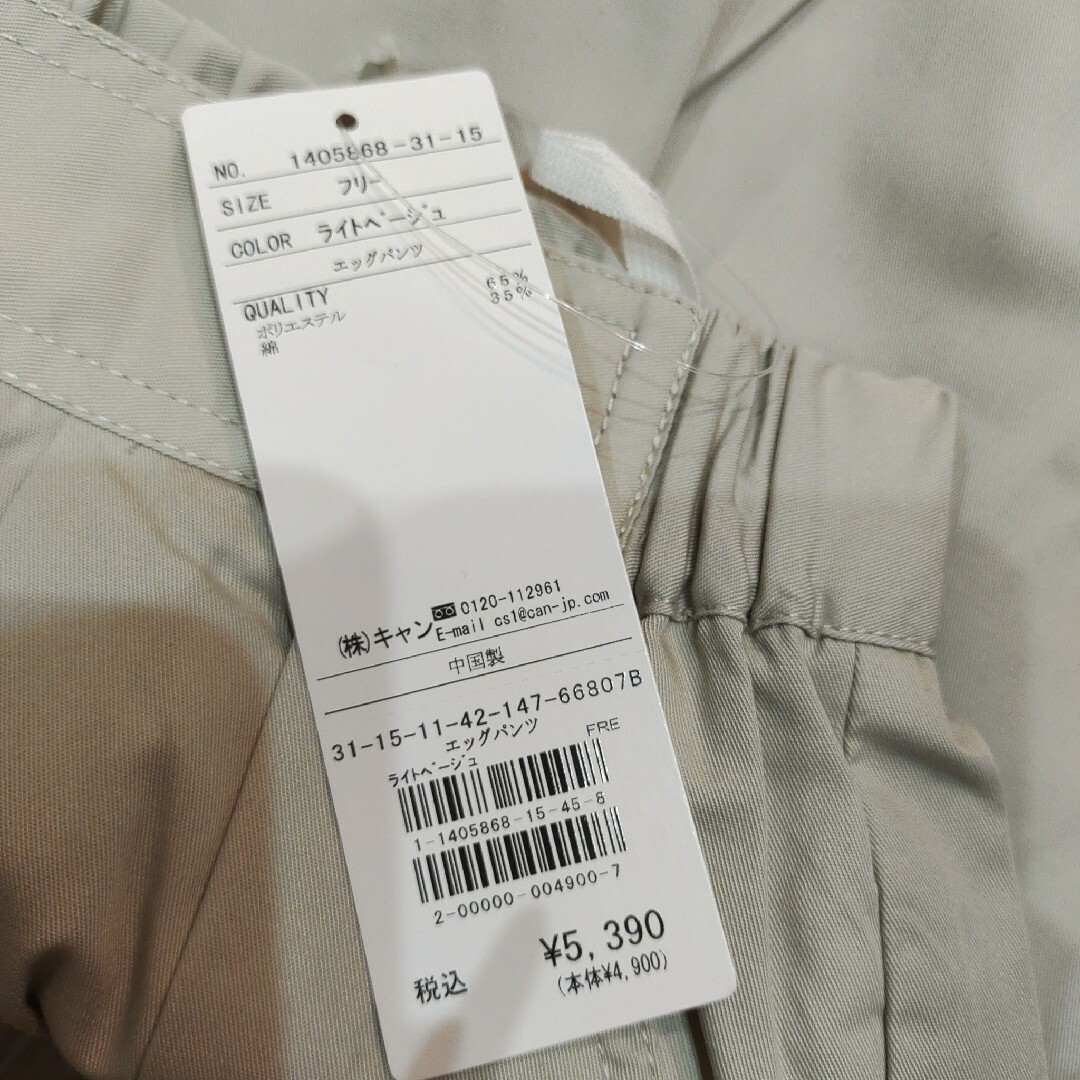 NO. 1405868-31-15
SIZE フリー
COLOR ライトベージュ
エッグパンツ
QUALITY
ポリエステル 65%
綿 35%
(株)キャン 0120-112961
E-mail cs1@can-jp.com
中国製
31-15-11-42-147-66807B
エッグパンツ
ライトベージュ FRE
1-1405868-15-45-8
2-00000-004900-7
¥5,390
税込 (本体¥4,900)